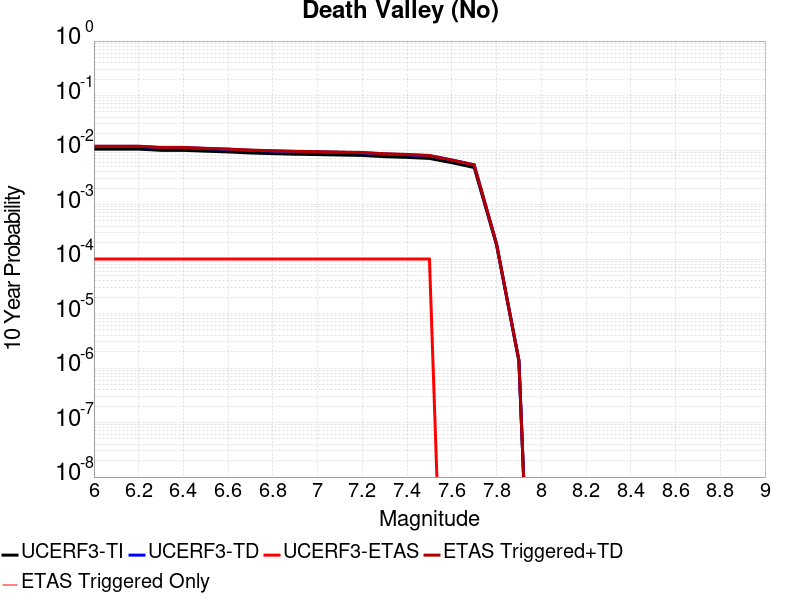 Death Valley (No)
10 Year Probability
10^0
10^-1
10^-2
10^-3
10^-4
10^-5
10^-6
10^-7
10^-8
6 6.2 6.4 6.6 6.8 7 7.2 7.4 7.6 7.8 8 8.2 8.4 8.6 8.8 9
Magnitude
UCERF3-TI UCERF3-TD UCERF3-ETAS ETAS Triggered+TD
ETAS Triggered Only